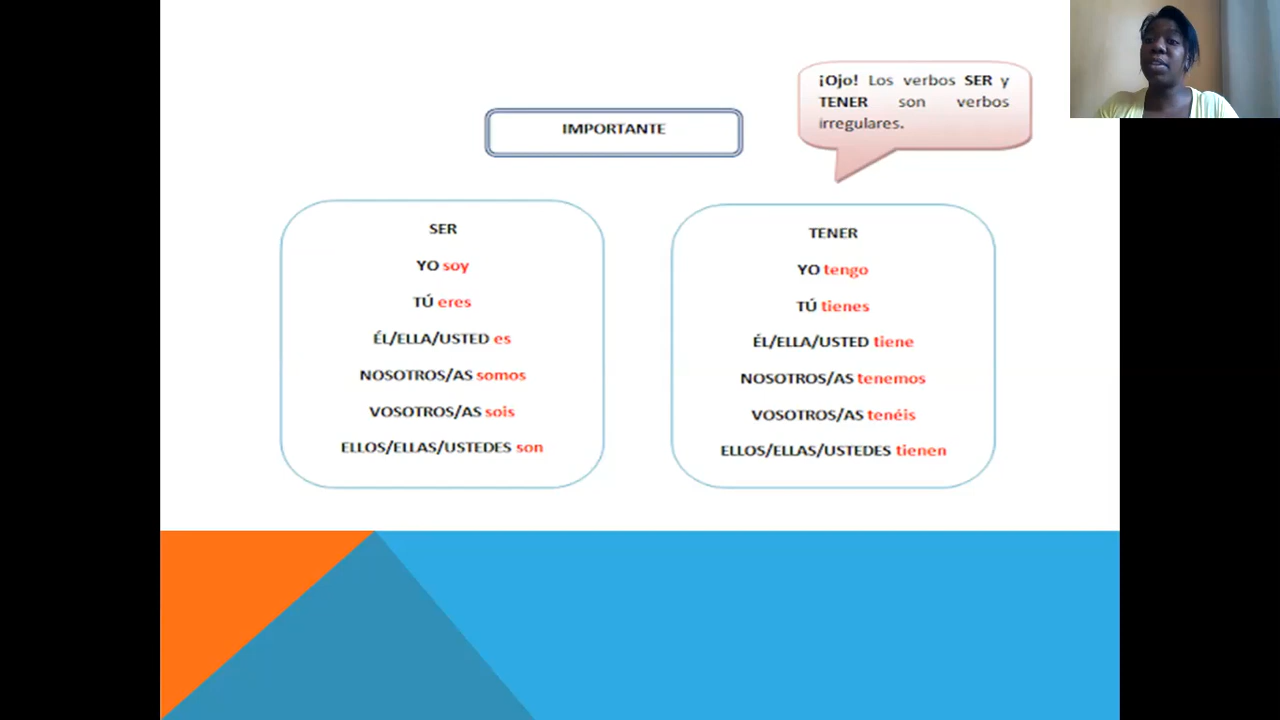 ¡Ojo! Los verbos SER y
TENER son verbos
irregulares.
IMPORTANTE
SER
YO soy
TÚ eres
ÉL/ELLA/USTED es
NOSOTROS/AS somos
VOSOTROS/AS sois
ELLOS/ELLAS/USTEDES son
TENER
YO tengo
TÚ tienes
ÉL/ELLA/USTED tiene
NOSOTROS/AS tenemos
VOSOTROS/AS tenéis
ELLOS/ELLAS/USTEDES tienen